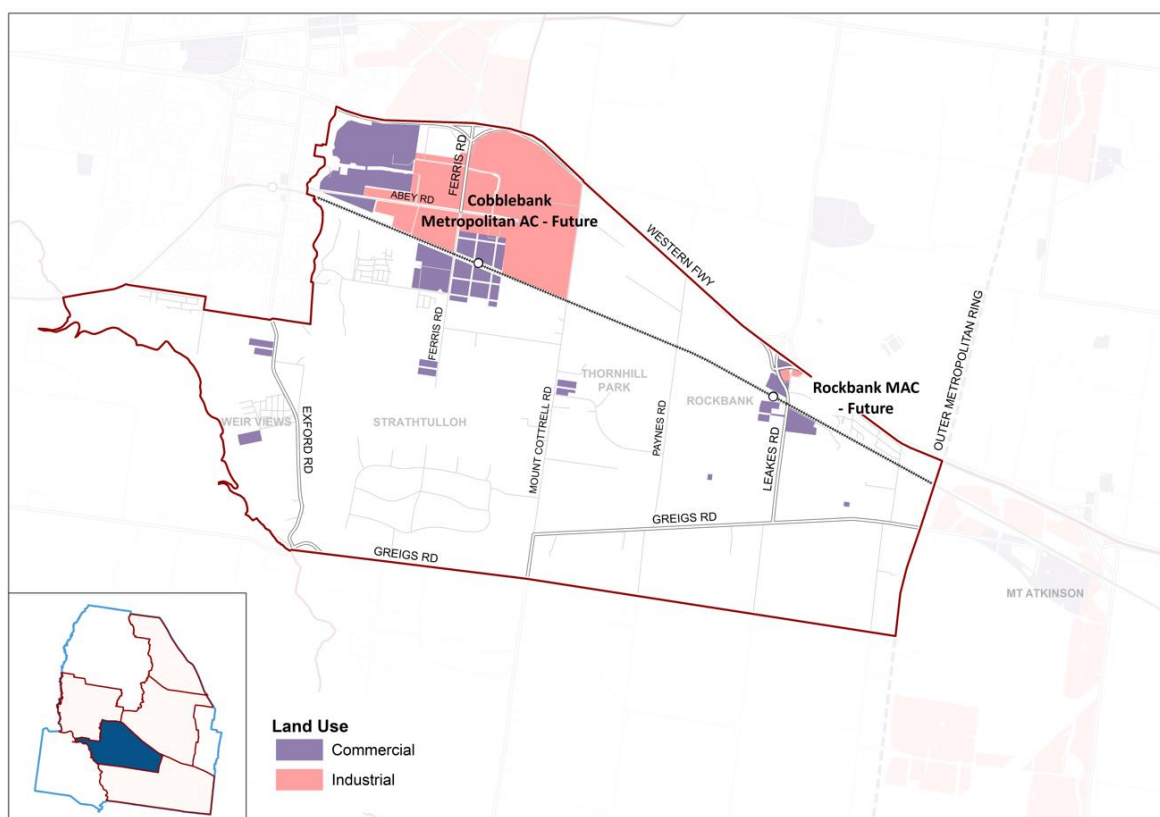 FERRIS RD
ABEY RD
Cobblebank
Metropolitan AC - Future
WESTERN FWY
OUTER METROPOLITAN RING
FERRIS RD
THORNHILL
PARK
ROCKBANK
Rockbank MAC
- Future
WEIR VIEWS
EXFORD RD
STRATHTULLOH
MOUNT COTTRELL RD
PAYNES RD
LEAKES RD
GREIGS RD
GREIGS RD
MT ATKINSON
Land Use
Commercial
Industrial